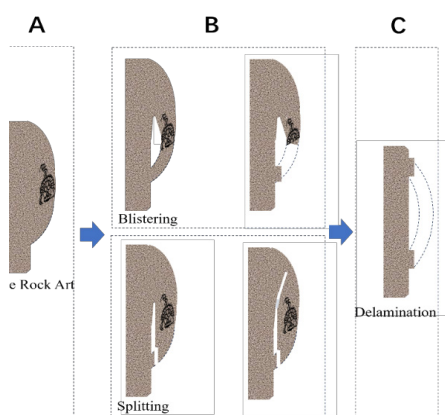 A
B
C
e Rock Art
Blistering
Splitting
Delamination